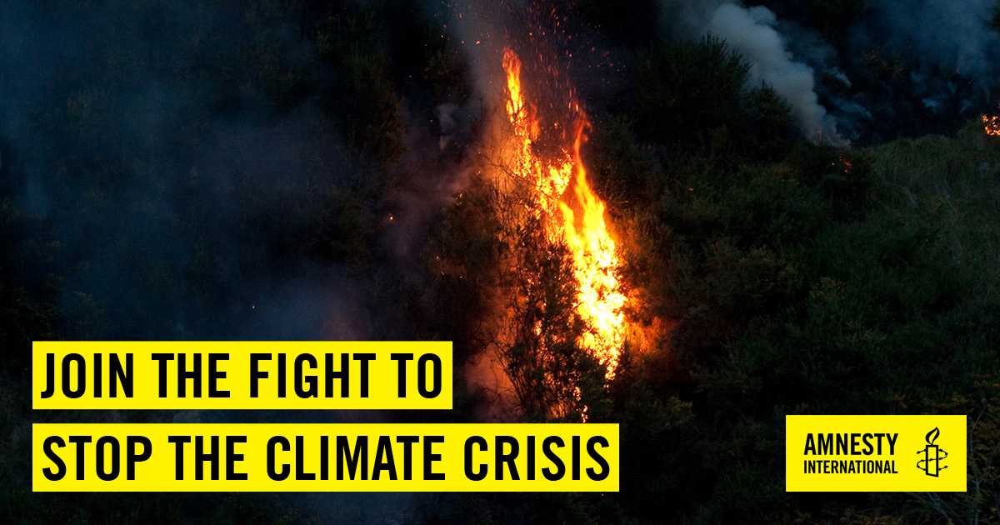 JOIN THE FIGHT TO
STOP THE CLIMATE CRISIS
AMNESTY
INTERNATIONAL